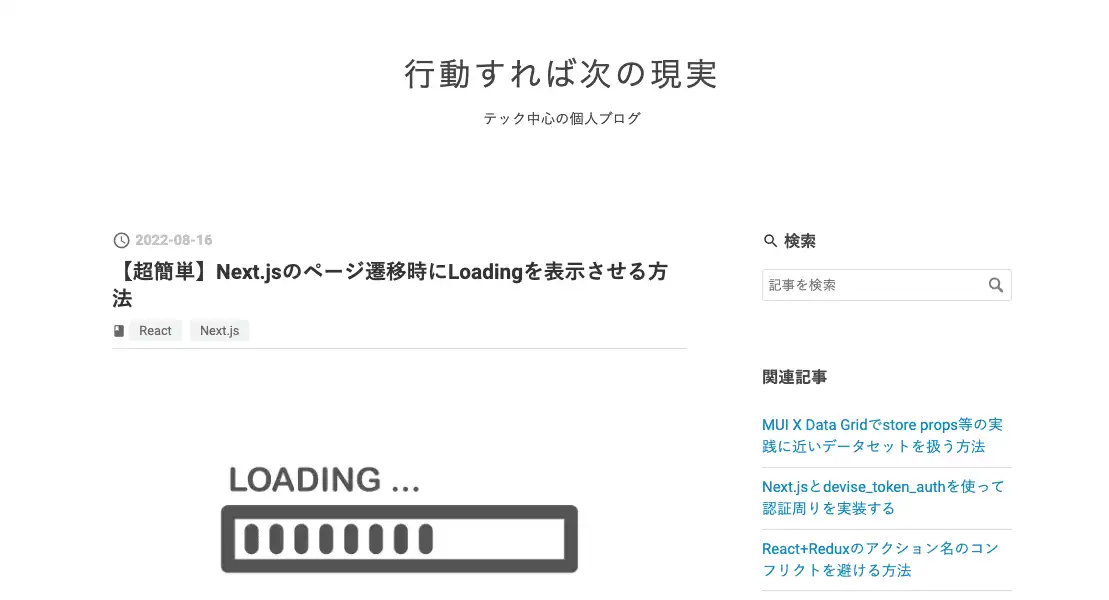 行動すれば次の現実
テック中心の個人ブログ
2022-08-16
【超簡単】Next.jsのページ遷移時にLoadingを表示させる方
法
React
Next.js
LOADING ...
検索
記事を検索
関連記事
MUI X Data Gridでstore props等の実
践に近いデータセットを扱う方法
Next.jsとdevise_token_authを使って
認証周りを実装する
React+Reduxのアクション名のコン
フリクトを避ける方法